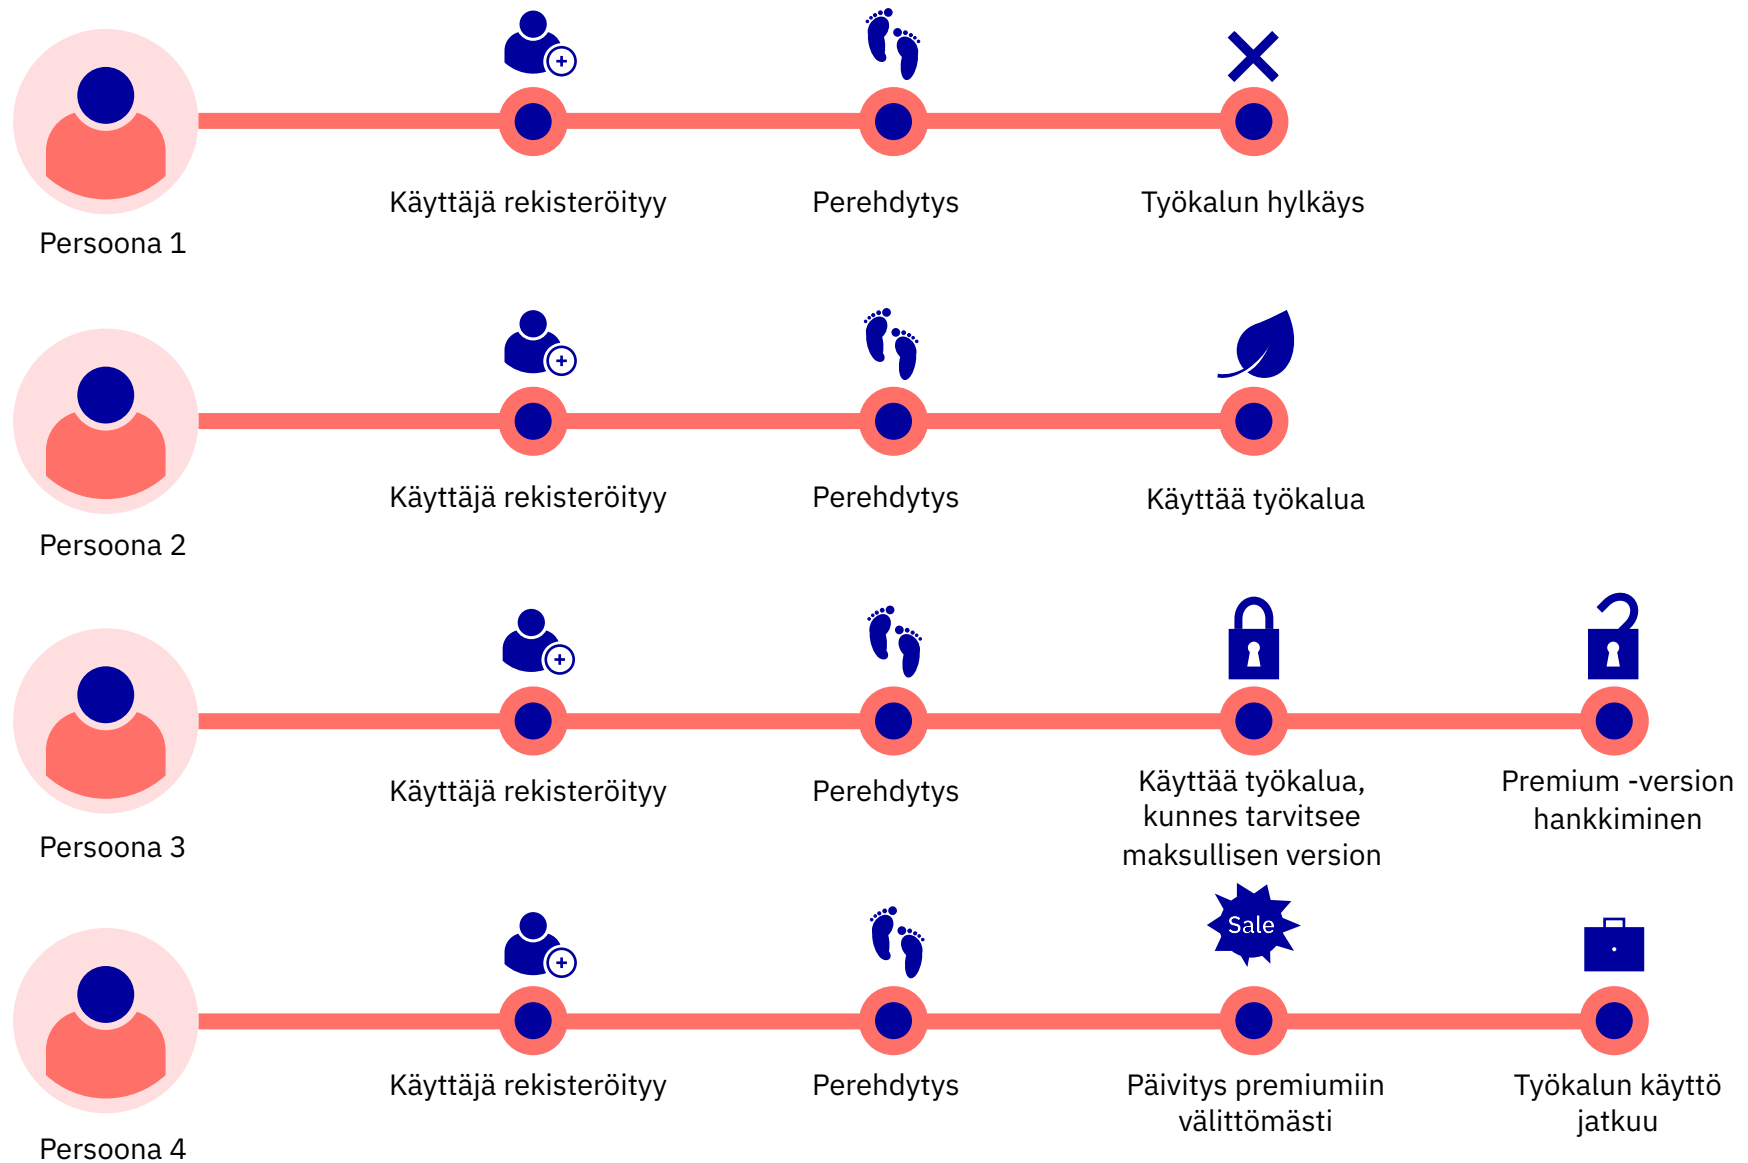 Käyttäjä rekisteröityy
Perehdytys
Työkalun hylkäys
Persoona 1
Käyttäjä rekisteröityy
Perehdytys
Käyttää työkalua
Persoona 2
Käyttäjä rekisteröityy
Perehdytys
Käyttää työkalua,
kunnes tarvitsee
maksullisen version
Premium -version
hankkiminen
Persoona 3
Sale
Käyttäjä rekisteröityy
Perehdytys
Päivitys premiumiin
välittömästi
Työkalun käyttö
jatkuu
Persoona 4